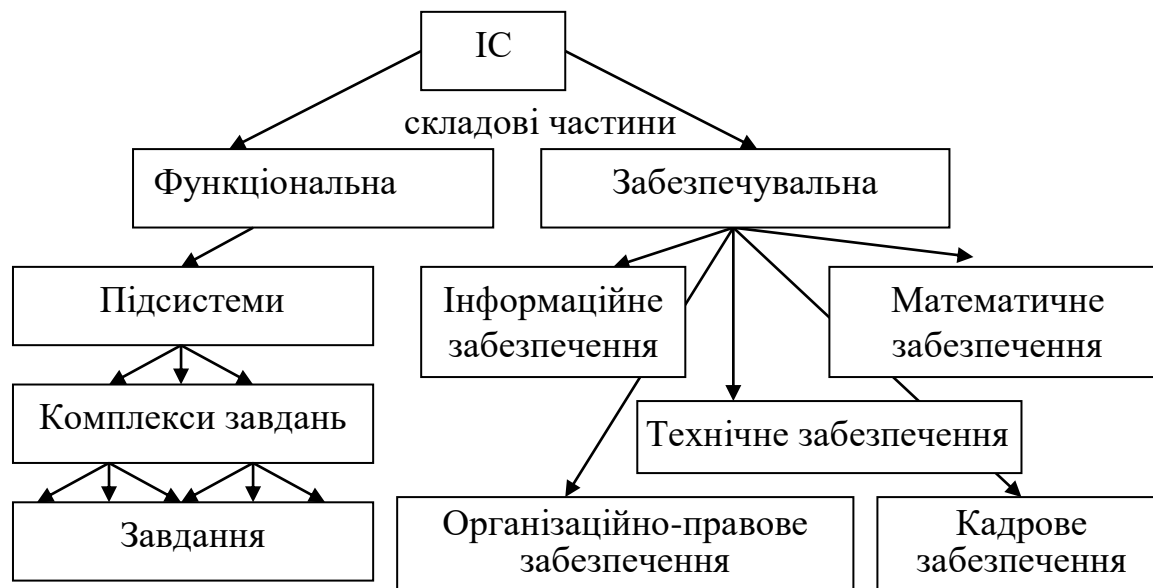 ІС
складові частини
Функціональна
Забезпечувальна
Підсистеми
Інформаційне
забезпечення
Математичне
забезпечення
Комплекси завдань
Технічне забезпечення
Завдання
Організаційно-правове
забезпечення
Кадрове
забезпечення